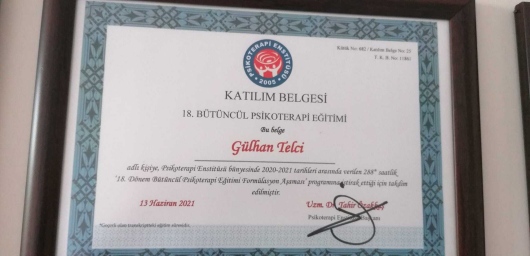 PSİKOTERAPİ ENSTİTÜSÜ
2005
KATILIM BELGESİ
18. BÜTÜNCÜL PSİKOTERAPİ EĞİTİMİ
Bu belge
Gülhan Telci
adlı kişiye, Psikoterapi Enstitüsü bünyesinde 2020-2021 tarihleri arasında verilen 288* saatlik
"18. Dönem Bütüncül Psikoterapi Eğitimi Formülasyon Aşaması" programına iştirak ettiği için takdim
edilmiştir.
13 Haziran 2021
Uzm. Dr. Tahir Özakkaş
Psikoterapi